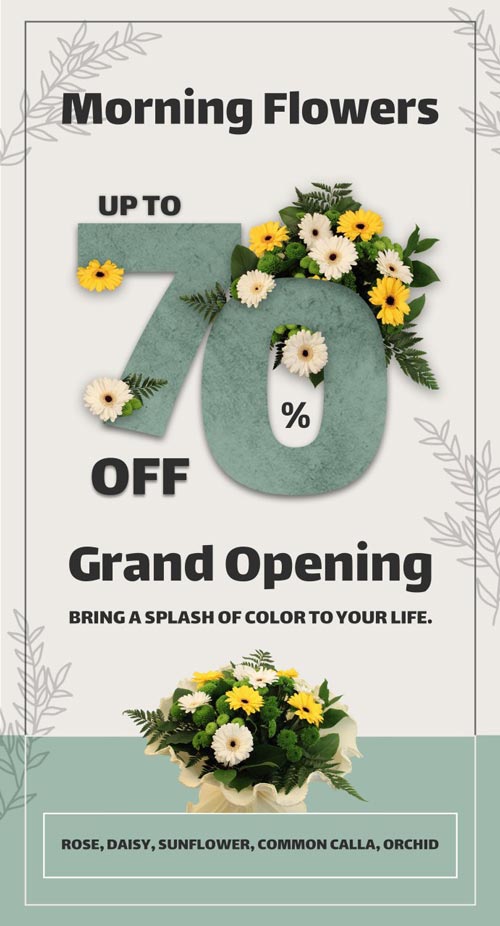 Morning Flowers
UP TO
70
%
OFF
Grand Opening
BRING A SPLASH OF COLOR TO YOUR LIFE.
ROSE, DAISY, SUNFLOWER, COMMON CALLA, ORCHID